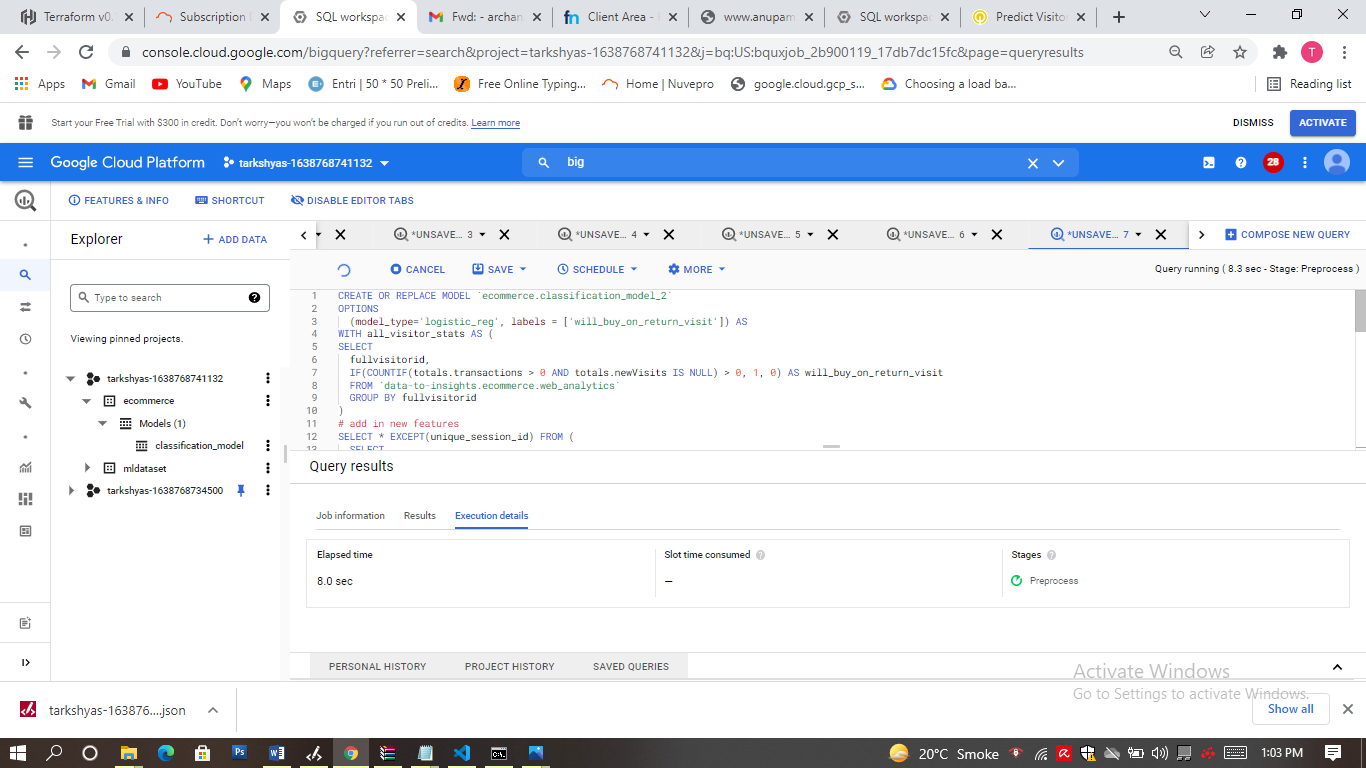 Terraform v0.
Subscription
SQL workspac
Fwd: - archan.
Client Area -
www.anupam
SQL workspac
Predict Visito
console.cloud.google.com/bigquery?referrer=search&project=tarkshyas-1638768741132&j=bq:US:bquxjob_2b900119_17db7dc15fc&page=queryresults
T
Apps
Gmail
YouTube
Maps
Entri | 50 * 50 Preli...
Free Online Typing...
Home | Nuvepro
google.cloud.gcp_s...
Choosing a load ba...
Reading list
Start your Free Trial with $300 in credit. Don't worry—you won't be charged if you run out of credits. Learn more
DISMISS
ACTIVATE
Google Cloud Platform
tarkshyas-1638768741132
big
28
FEATURES & INFO
SHORTCUT
DISABLE EDITOR TABS
Explorer
+ ADD DATA
*UNSAVE... 3
*UNSAVE... 4
*UNSAVE... 5
*UNSAVE... 6
*UNSAVE... 7
COMPOSE NEW QUERY
CANCEL
SAVE
SCHEDULE
MORE
Query running ( 8.3 sec - Stage: Preprocess )
Type to search
Viewing pinned projects.
tarkshyas-1638768741132
ecommerce
Models (1)
classification_model
mldataset
tarkshyas-1638768734500
1 CREATE OR REPLACE MODEL `ecommerce.classification_model_2`
2 OPTIONS
3 (model_type='logistic_reg', labels = ['will_buy_on_return_visit']) AS
4 WITH all_visitor_stats AS (
5 SELECT
6 fullvisitorid,
7 IF(COUNTIF(totals.transactions > 0 AND totals.newVisits IS NULL) > 0, 1, 0) AS will_buy_on_return_visit
8 FROM `data-to-insights.ecommerce.web_analytics`
9 GROUP BY fullvisitorid
10 )
11 # add in new features
12 SELECT * EXCEPT(unique_session_id) FROM (
13 SELECT
Query results
Job information
Results
Execution details
Elapsed time
8.0 sec
Slot time consumed
—
Stages
Preprocess
PERSONAL HISTORY
PROJECT HISTORY
SAVED QUERIES
Activate Windows
Go to Settings to activate Windows.
tarkshyas-163876....json
Show all
20°C Smoke
1:03 PM